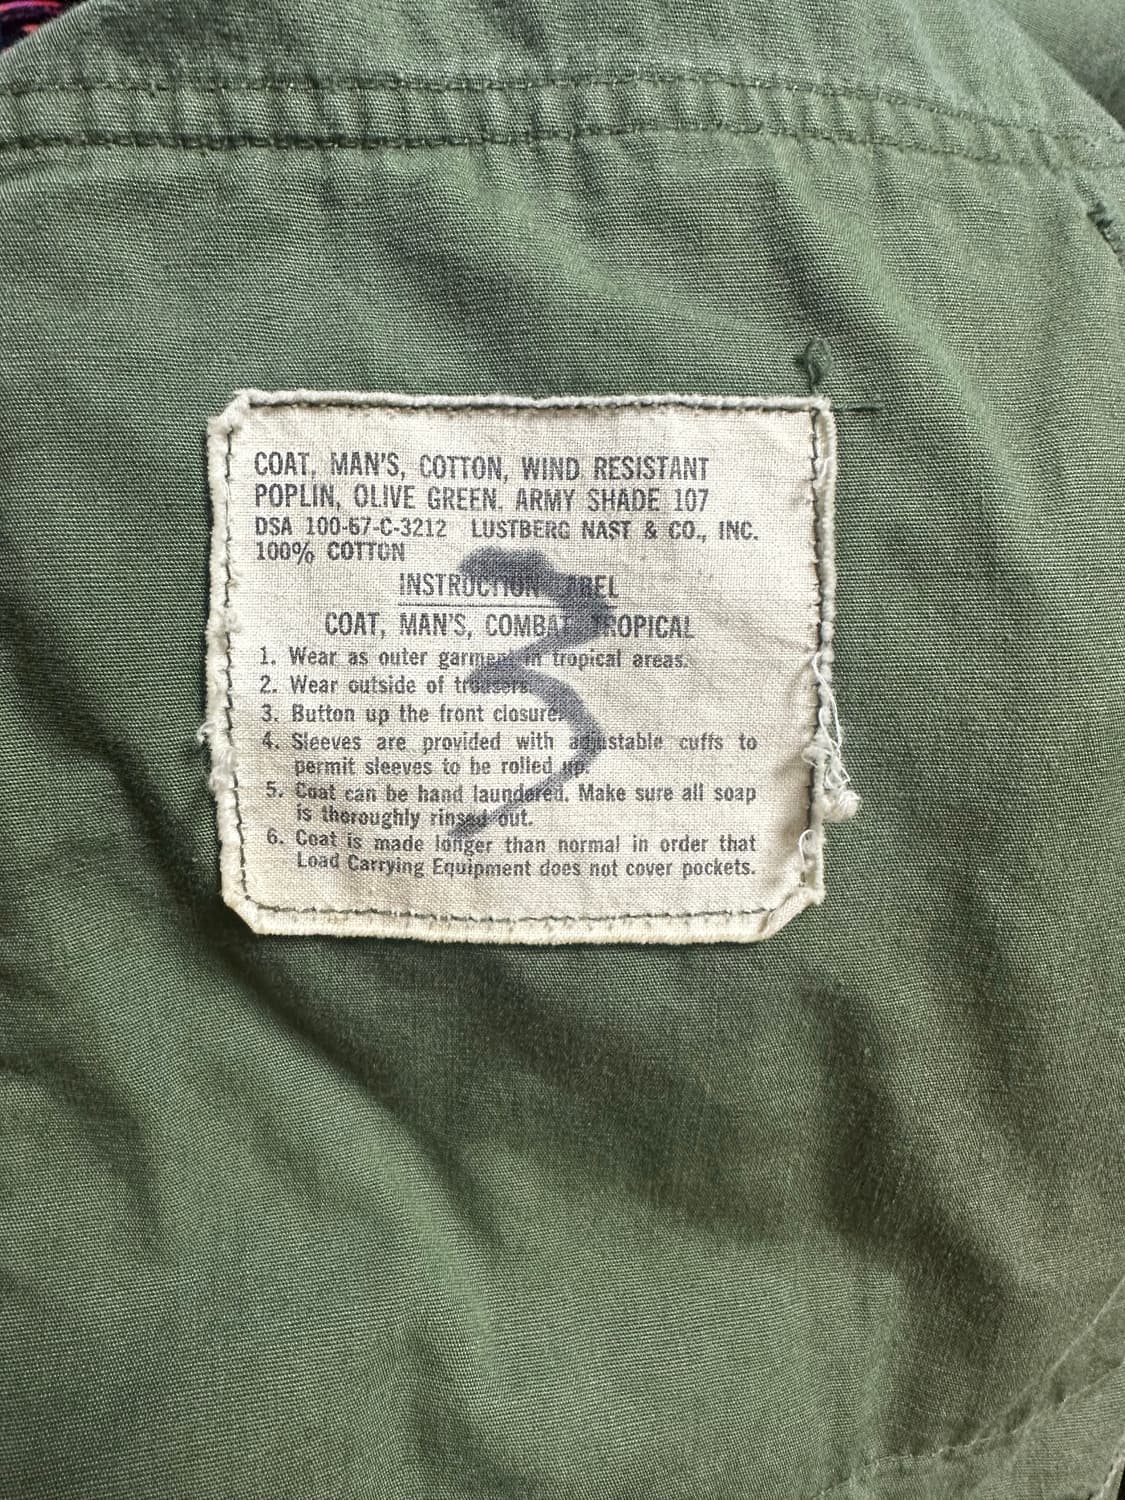 COAT, MAN'S, COTTON, WIND RESISTANT
POPLIN, OLIVE GREEN. ARMY SHADE 107
DSA 100-67-C-3212 LUSTBERG NAST & CO., INC.
100% COTTON
INSTRUCTION LABEL
COAT, MAN'S, COMBAT TROPICAL
1. Wear as outer garment in tropical areas.
2. Wear outside of trousers.
3. Button up the front closure.
4. Sleeves are provided with adjustable cuffs to
permit sleeves to be rolled up.
5. Coat can be hand laundered. Make sure all soap
is thoroughly rinsed out.
6. Coat is made longer than normal in order that
Load Carrying Equipment does not cover pockets.
3